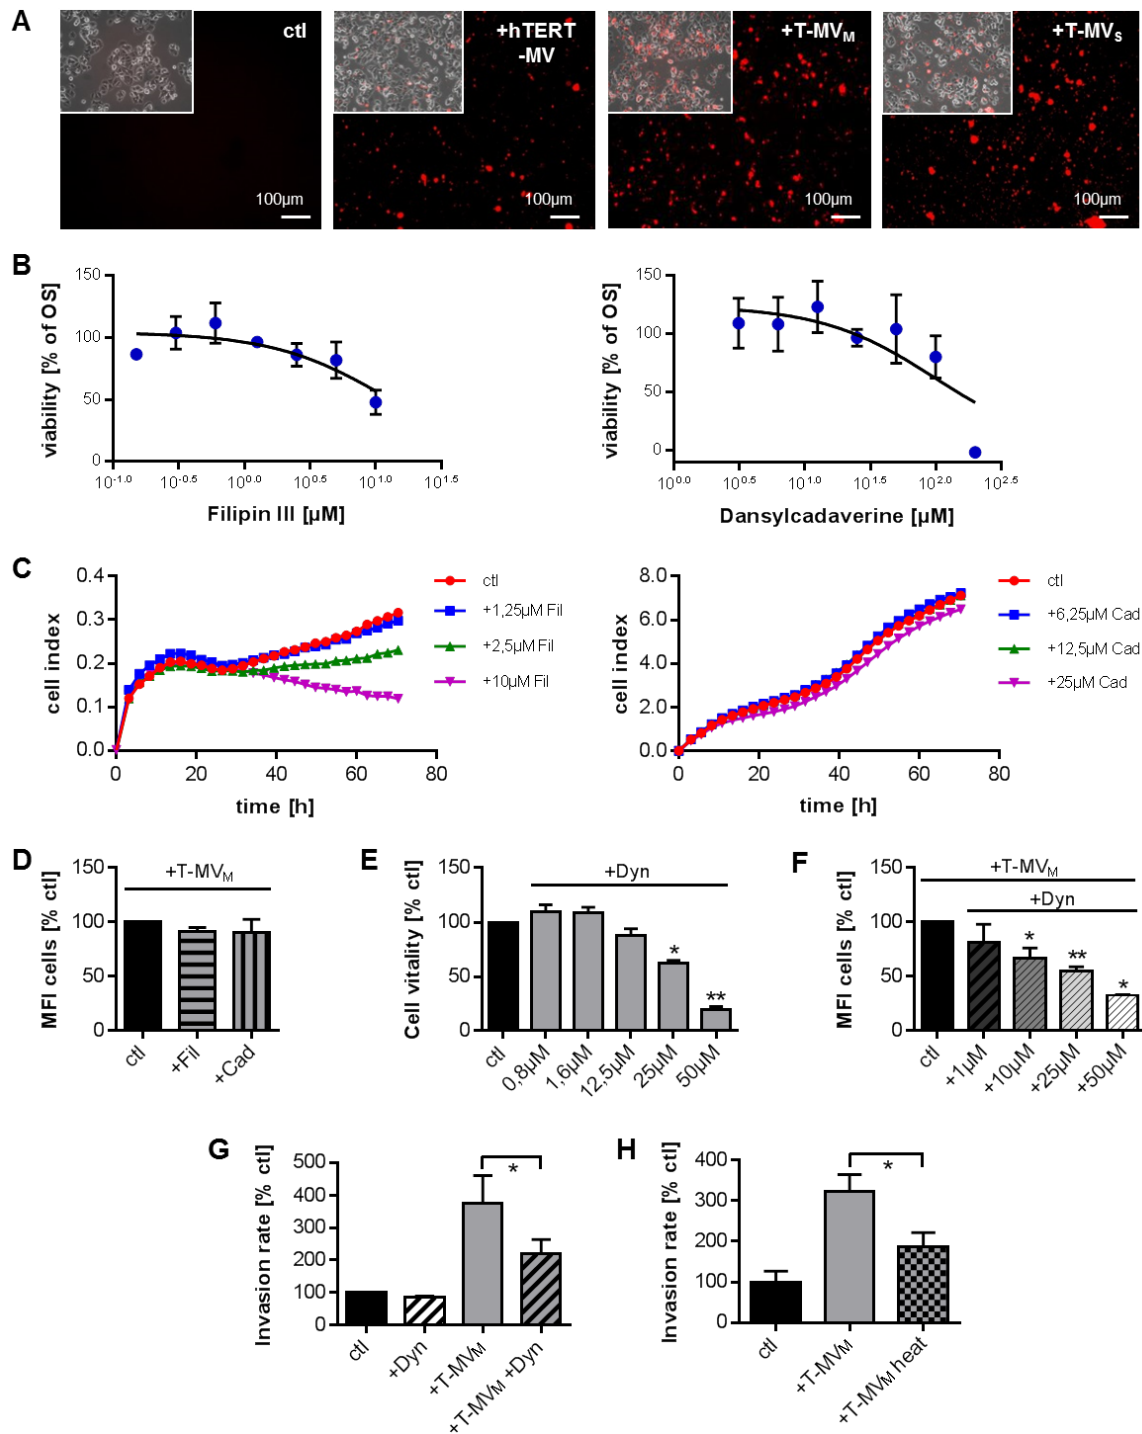 A
ctl
+hTERT
-MV
+T-MVM
+T-MVS
100µm
100µm
100µm
100µm
B
viability [% of OS]
150
100
50
0
10-1.0
10-0.5
100.0
100.5
101.0
101.5
Filipin III [µM]
viability [% of OS]
150
100
50
0
100.0
100.5
101.0
101.5
102.0
102.5
Dansylcadaverine [µM]
C
cell index
0.4
0.3
0.2
0.1
0.0
0
20
40
60
80
time [h]
ctl
+1,25µM Fil
+2,5µM Fil
+10µM Fil
cell index
8.0
6.0
4.0
2.0
0.0
0
20
40
60
80
time [h]
ctl
+6,25µM Cad
+12,5µM Cad
+25µM Cad
D
+T-MVM
MFI cells [% ctl]
150
100
50
0
ctl
+Fil
+Cad
E
+Dyn
Cell vitality [% ctl]
150
100
50
0
*
**
ctl
0,8µM
1,6µM
12,5µM
25µM
50µM
F
+T-MVM
+Dyn
MFI cells [% ctl]
150
100
50
0
*
**
*
ctl
+1µM
+10µM
+25µM
+50µM
G
Invasion rate [% ctl]
500
400
300
200
100
0
*
ctl
+Dyn
+T-MVM
+T-MVM +Dyn
H
Invasion rate [% ctl]
400
300
200
100
0
*
ctl
+T-MVM
+T-MVM heat